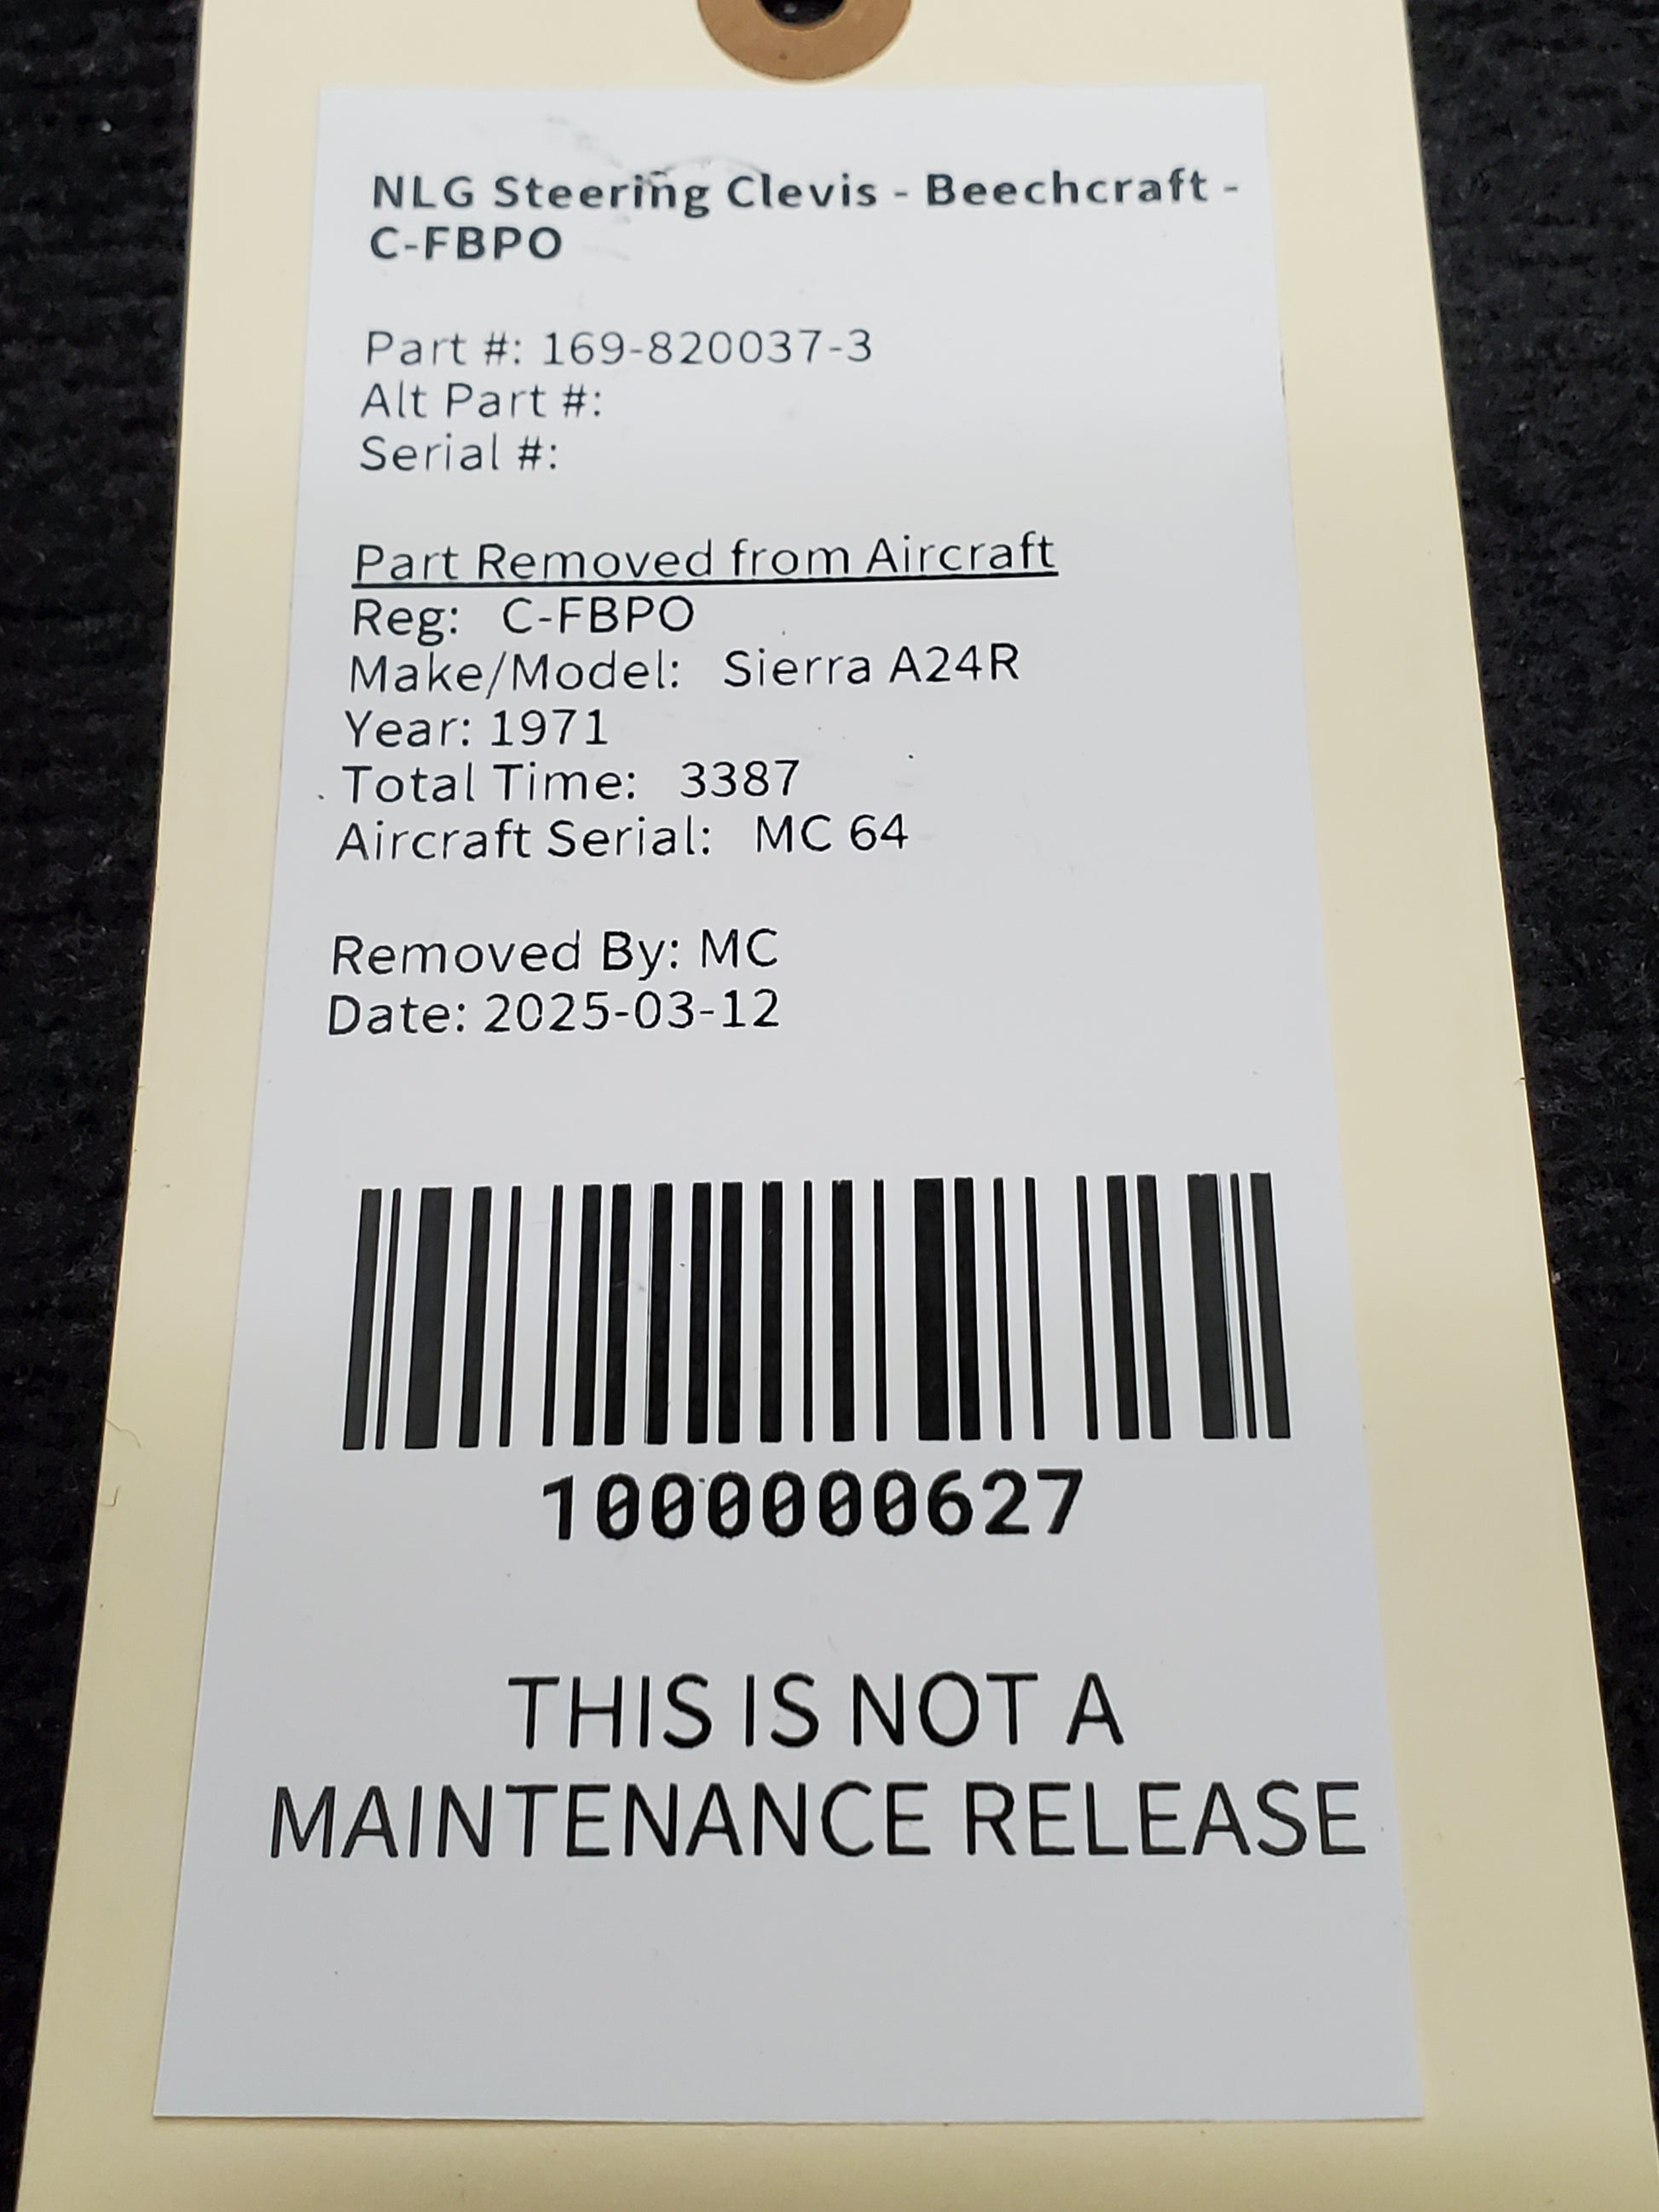 NLG Steering Clevis - Beechcraft -
C-FBPO
Part #: 169-820037-3
Alt Part #:
Serial #:
Part Removed from Aircraft
Reg: C-FBPO
Make/Model: Sierra A24R
Year: 1971
Total Time: 3387
Aircraft Serial: MC 64
Removed By: MC
Date: 2025-03-12
1000000627
THIS IS NOT A
MAINTENANCE RELEASE